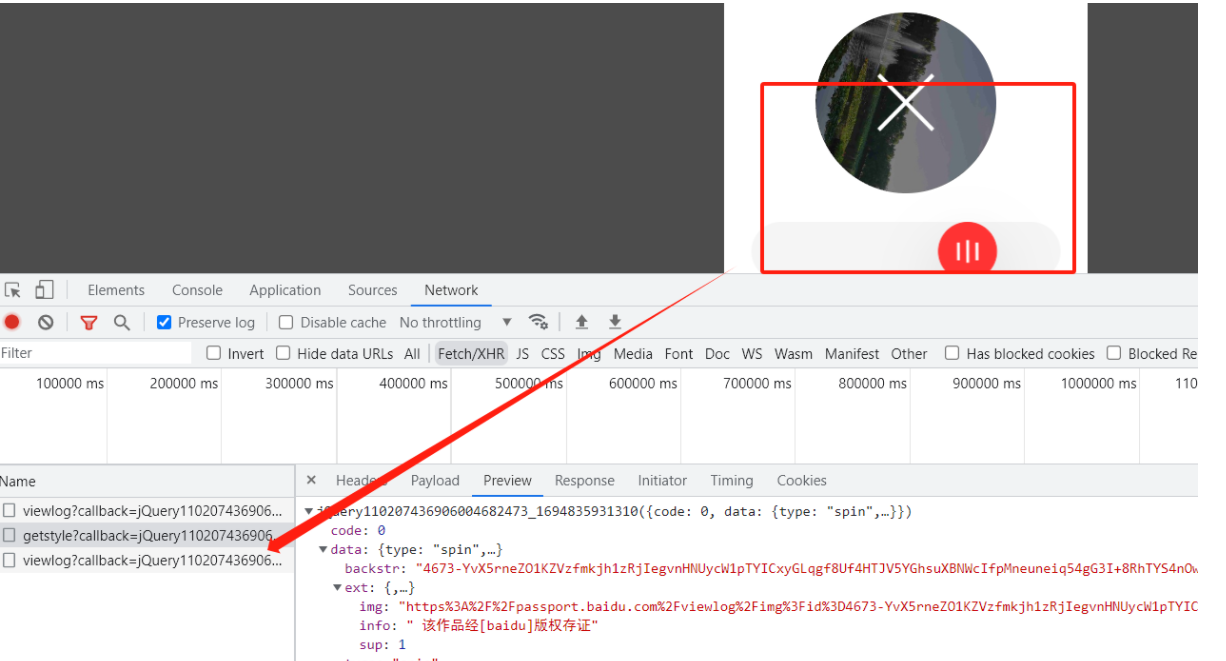 Elements Console Application Sources Network
Preserve log Disable cache No throttling
Filter Invert Hide data URLs All Fetch/XHR JS CSS Img Media Font Doc WS Wasm Manifest Other Has blocked cookies Blocked Re
100000 ms 200000 ms 300000 ms 400000 ms 500000 ms 600000 ms 700000 ms 800000 ms 900000 ms 1000000 ms 110
Name
viewlog?callback=jQuery110207436906...
getstyle?callback=jQuery110207436906...
viewlog?callback=jQuery110207436906...
× Headers Payload Preview Response Initiator Timing Cookies
▼jQuery110207436906004682473_1694835931310({code: 0, data: {type: "spin",…}})
code: 0
▼data: {type: "spin",…}
backstr: "4673-YvX5rneZO1KZVzfmkjh1zRjIegvnHNUycW1pTYICxyGLqgf8Uf4HTJV5YGhsuXBNWcIfpMneuneiq54gG3I+8RhTYS4nOw
▼ext: {,…}
img: "https%3A%2F%2Fpassport.baidu.com%2Fviewlog%2Fimg%3Fid%3D4673-YvX5rneZO1KZVzfmkjh1zRjIegvnHNUycW1pTYIC
info: " 该作品经[baidu]版权存证"
sup: 1